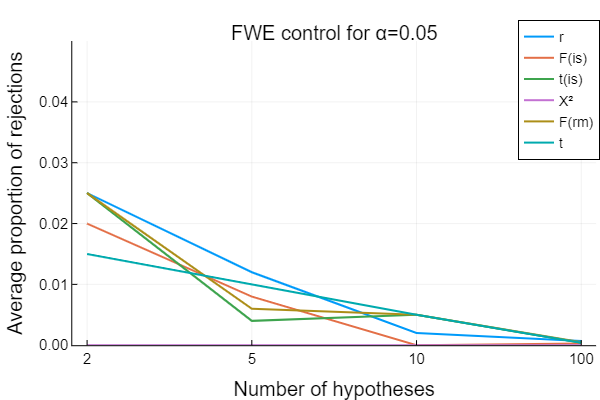 FWE control for α=0.05
r
F(is)
t(is)
X²
F(rm)
t
Average proportion of rejections
0.04
0.03
0.02
0.01
0.00
2
5
10
100
Number of hypotheses